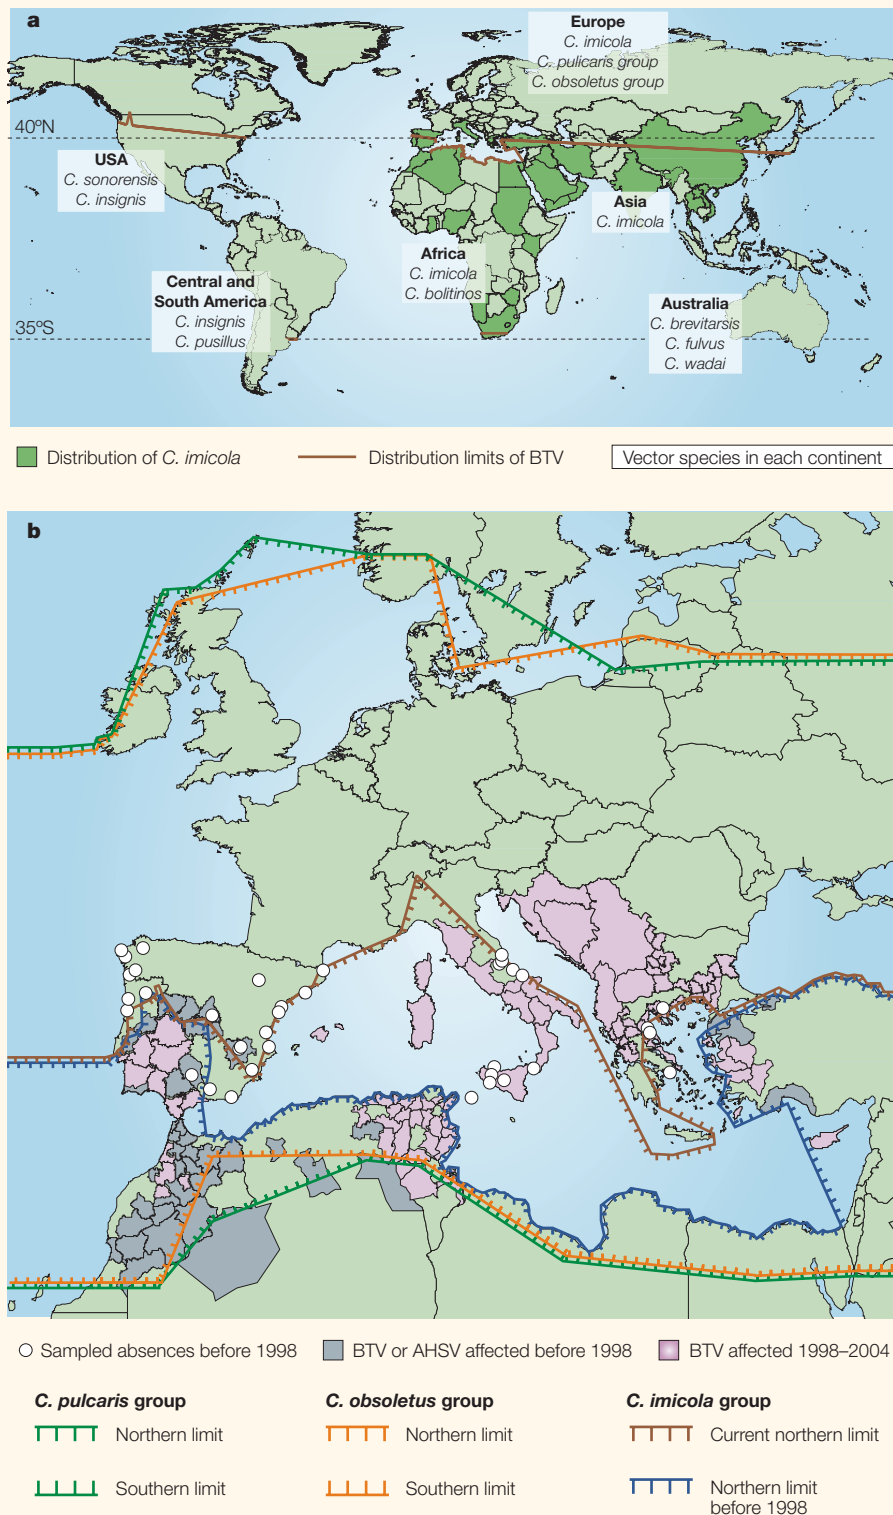 a
Europe
C. imicola
C. pulicaris group
C. obsoletus group
40ºN
USA
C. sonorensis
C. insignis
Asia
C. imicola
Africa
C. imicola
C. bolitinos
Central and
South America
C. insignis
C. pusillus
Australia
C. brevitarsis
C. fulvus
C. wadai
35ºS
Distribution of C. imicola
Distribution limits of BTV
Vector species in each continent
b
Sampled absences before 1998
BTV or AHSV affected before 1998
BTV affected 1998–2004
C. pulcaris group
Northern limit
Southern limit
C. obsoletus group
Northern limit
Southern limit
C. imicola group
Current northern limit
Northern limit
before 1998